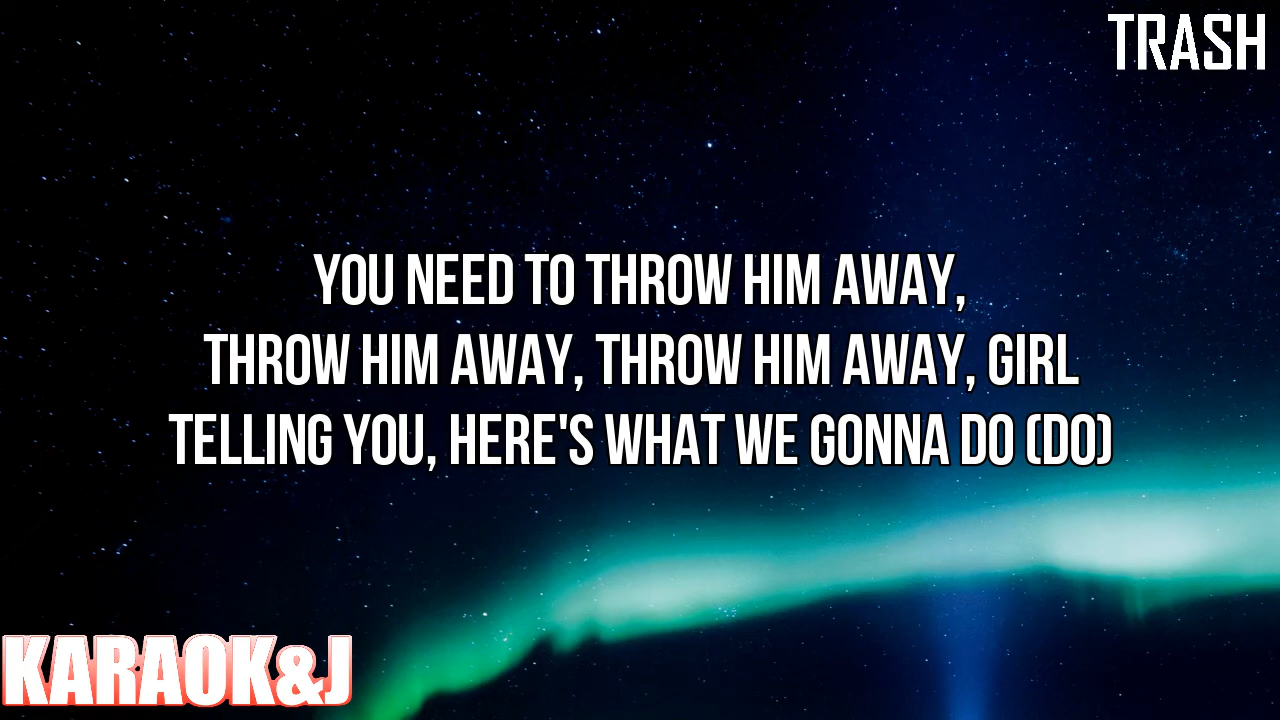 TRASH
YOU NEED TO THROW HIM AWAY,
THROW HIM AWAY, THROW HIM AWAY, GIRL
TELLING YOU, HERE'S WHAT WE GONNA DO (DO)
KARAOK&J